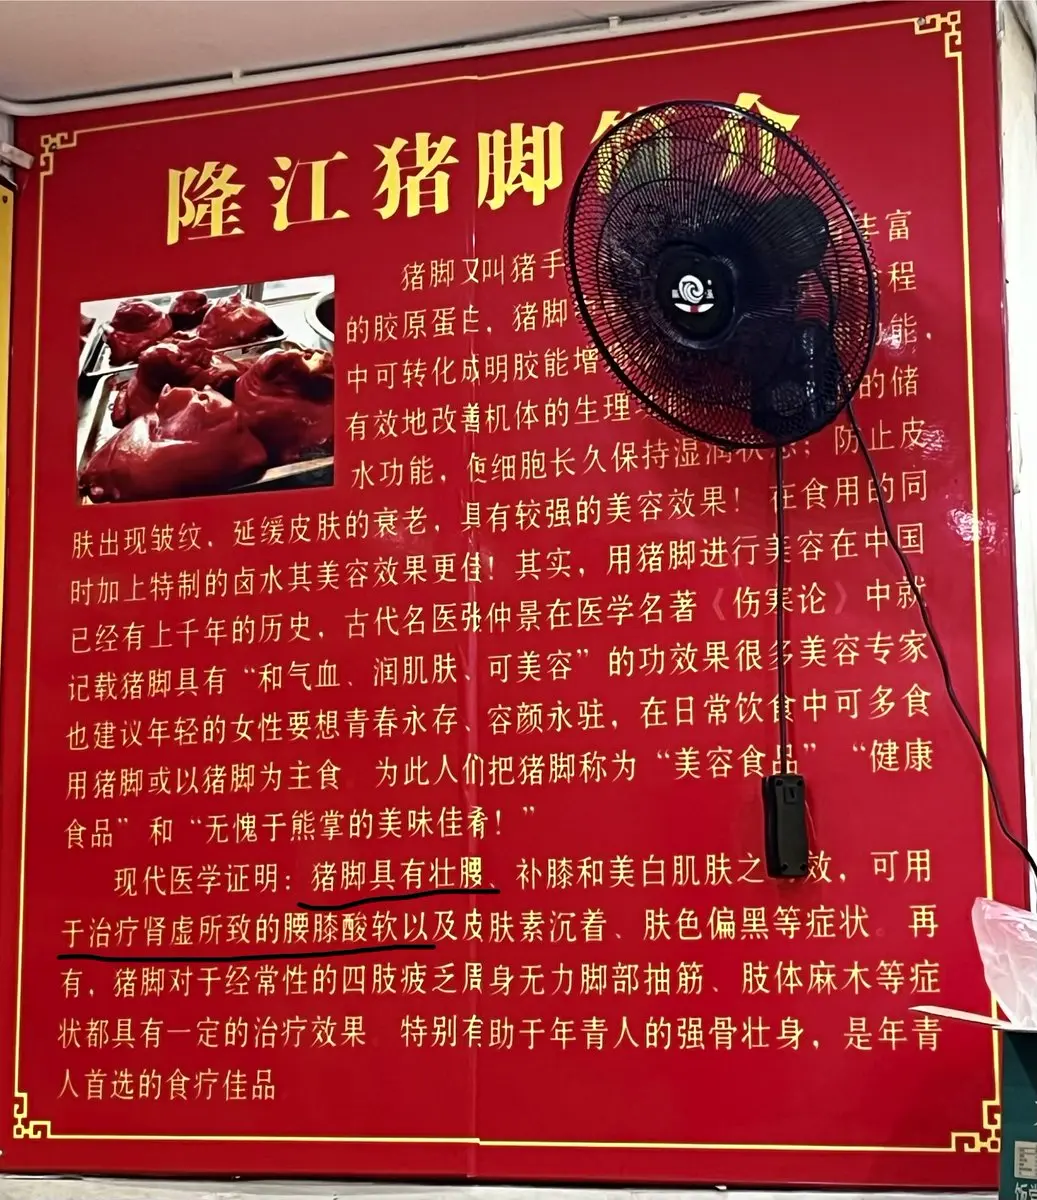 隆江猪脚简介
猪脚又叫猪手 丰富
的胶原蛋白，猪脚 程
中可转化成明胶能增 功能，
有效地改善机体的生理 的储
水功能，使细胞长久保持湿润状态；防止皮
肤出现皱纹，延缓皮肤的衰老，具有较强的美容效果！在食用的同
时加上特制的卤水其美容效果更佳！其实，用猪脚进行美容在中国
已经有上千年的历史，古代名医张仲景在医学名著《伤寒论》中就
记载猪脚具有“和气血、润肌肤、可美容”的功效果很多美容专家
也建议年轻的女性要想青春永存、容颜永驻，在日常饮食中可多食
用猪脚或以猪脚为主食。为此人们把猪脚称为“美容食品”“健康
食品”和“无愧于熊掌的美味佳肴！”
现代医学证明：猪脚具有壮腰、补膝和美白肌肤之 效，可用
于治疗肾虚所致的腰膝酸软以及皮肤素沉着、肤色偏黑等症状。再
有，猪脚对于经常性的四肢疲乏周身无力脚部抽筋、肢体麻木等症
状都具有一定的治疗效果。特别有助于年青人的强骨壮身，是年青
人首选的食疗佳品